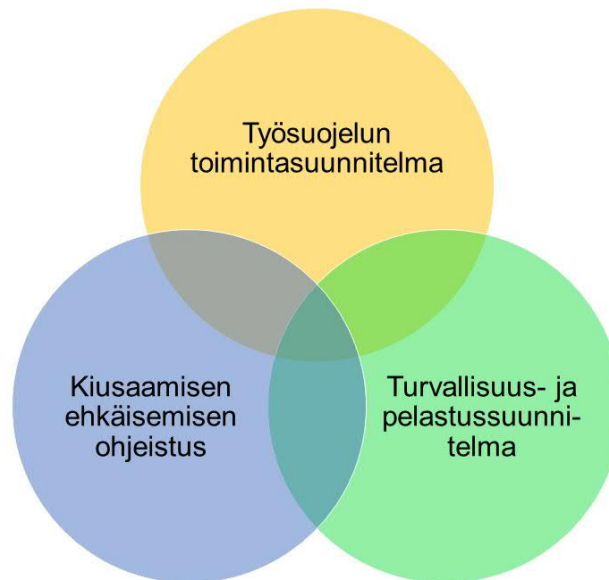 Työsuojelun
toimintasuunnitelma
Kiusaamisen
ehkäisemisen
ohjeistus
Turvallisuus- ja
pelastussuunni-
telma